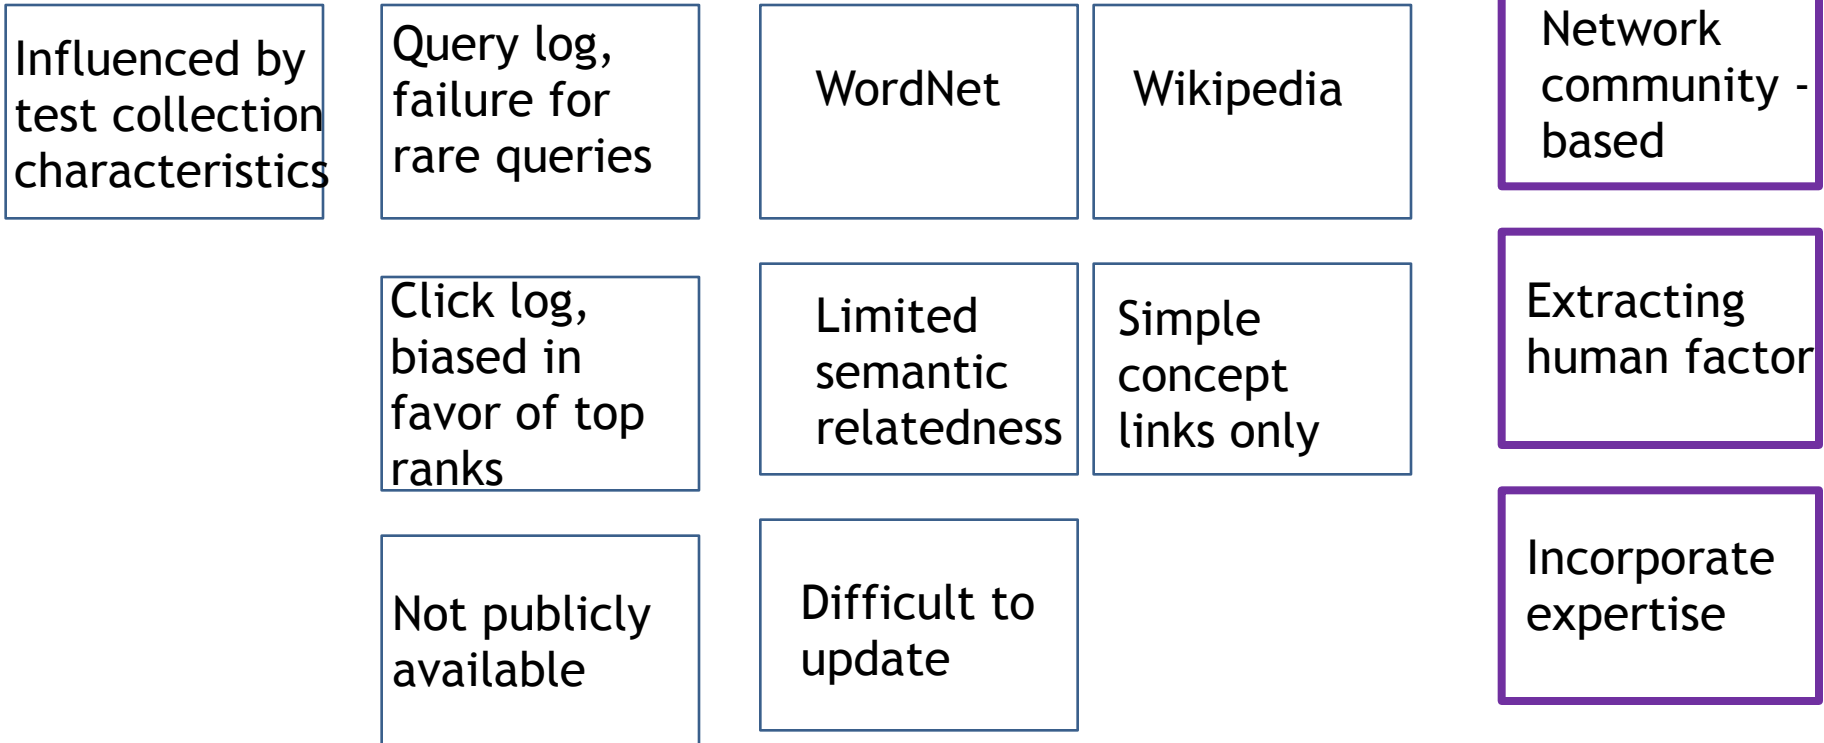 Influenced by
test collection
characteristics
Query log,
failure for
rare queries
Click log,
biased in
favor of top
ranks
Not publicly
available
WordNet
Limited
semantic
relatedness
Difficult to
update
Wikipedia
Simple
concept
links only
Network
community -
based
Extracting
human factor
Incorporate
expertise